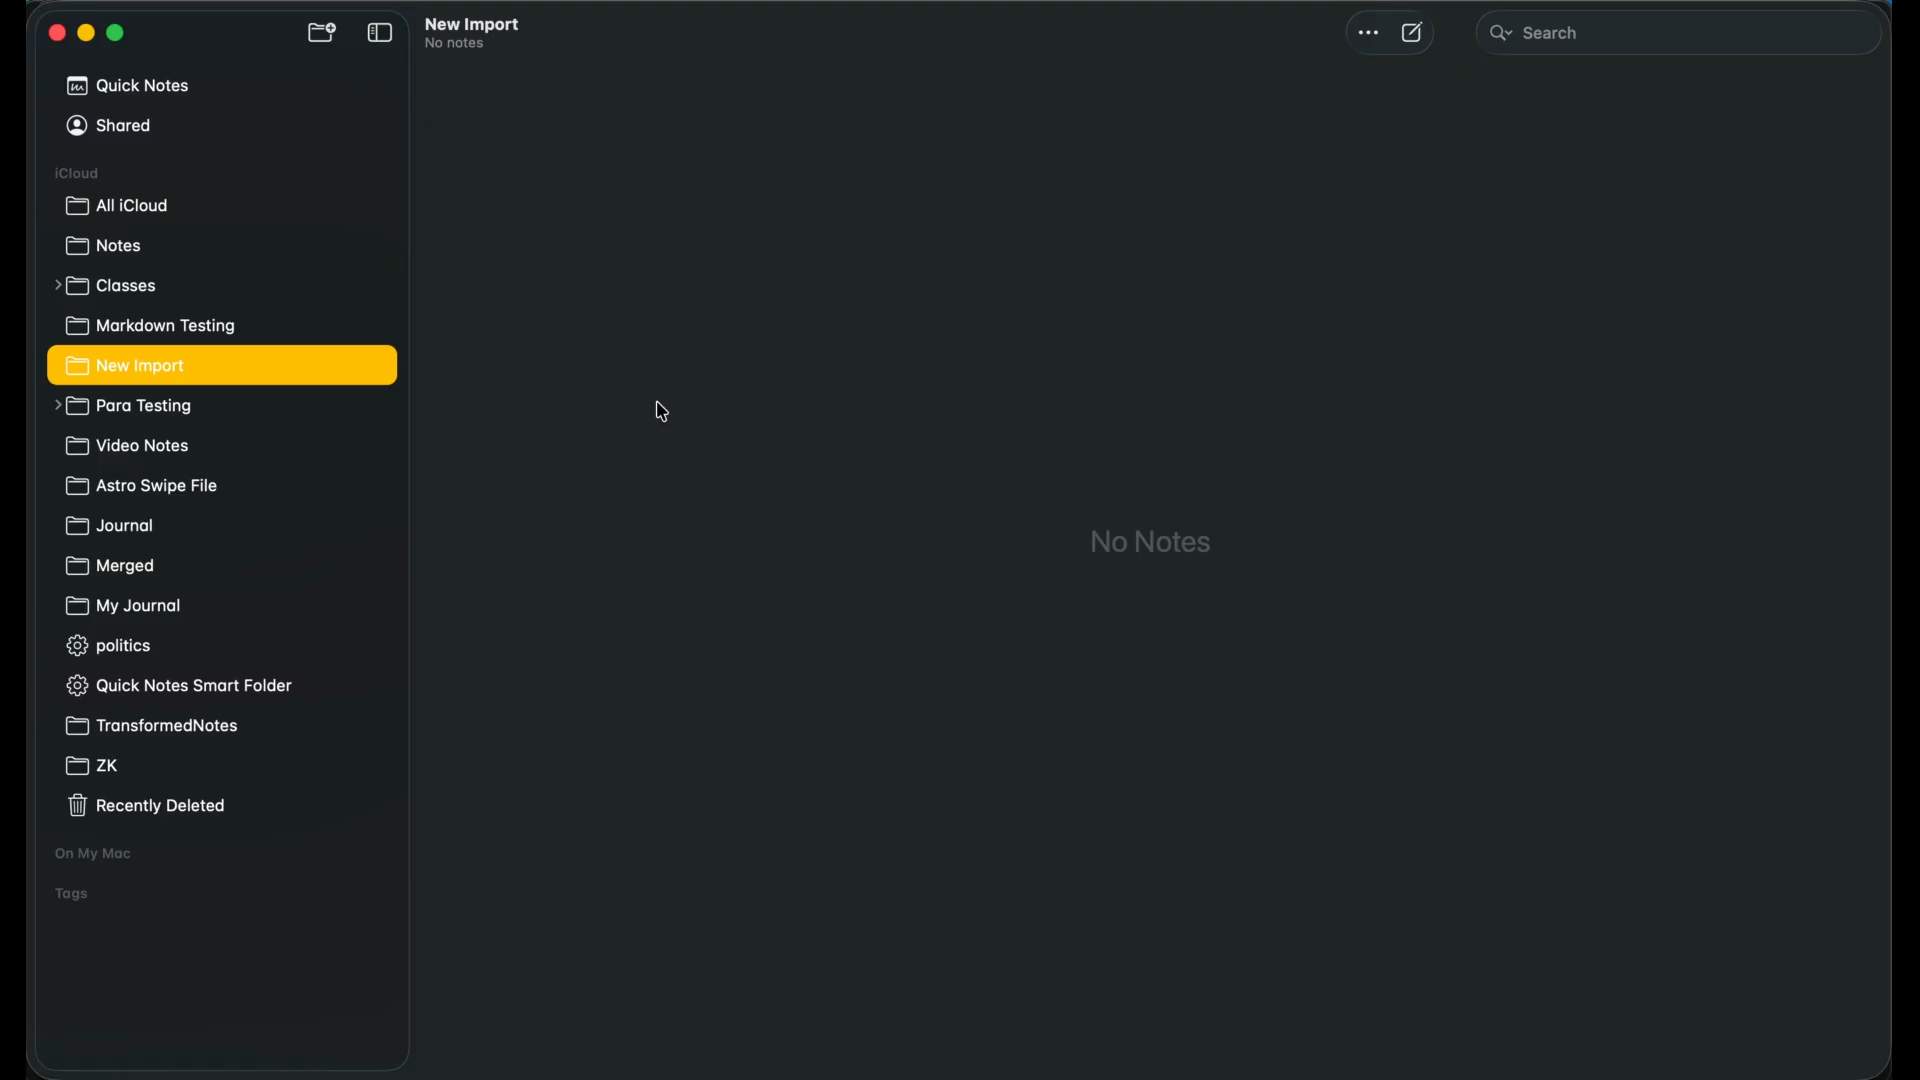 New Import
No notes
Search
Quick Notes
Shared
iCloud
All iCloud
Notes
Classes
Markdown Testing
New Import
Para Testing
Video Notes
Astro Swipe File
Journal
Merged
My Journal
politics
Quick Notes Smart Folder
TransformedNotes
ZK
Recently Deleted
On My Mac
Tags
No Notes